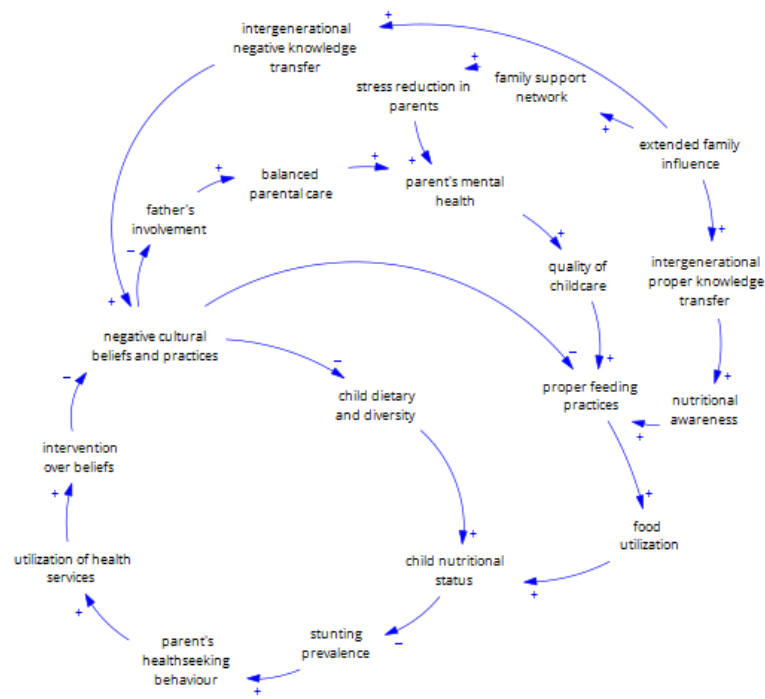 intergenerational
negative knowledge
transfer
+
+
stress reduction in
parents
family support
network
+
extended family
influence
+
balanced
parental care
+
+
parent's mental
health
father's
involvement
−
+
quality of
childcare
+
intergenerational
proper knowledge
transfer
+
negative cultural
beliefs and practices
−
child dietary
and diversity
−
+
proper feeding
practices
+
nutritional
awareness
+
−
intervention
over beliefs
+
utilization of health
services
+
child nutritional
status
+
food
utilization
+
+
parent's
healthseeking
behaviour
stunting
prevalence
−
+